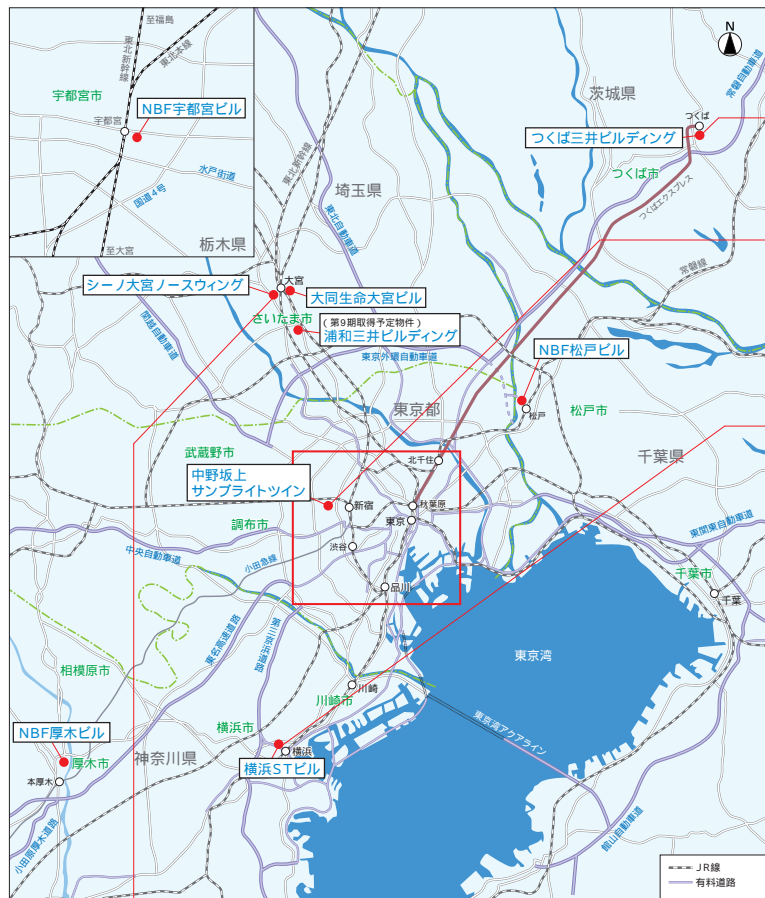 至福島
東北新幹線
東北本線
宇都宮市
NBF宇都宮ビル
宇都宮
水戸街道
国道4号
至大宮
栃木県
N
茨城県
常磐自動車道
つくば
つくば三井ビルディング
つくば市
つくばエクスプレス
東北新幹線
埼玉県
東北自動車道
常磐線
大宮
シーノ大宮ノースウィング
大同生命大宮ビル
さいたま市
(第9期取得予定物件)
浦和三井ビルディング
関越自動車道
東京外環自動車道
NBF松戸ビル
東京都
松戸
松戸市
武蔵野市
北千住
千葉県
中野坂上
サンブライトツイン
新宿
秋葉原
東京
調布市
渋谷
中央自動車道
小田急線
東関東自動車道
品川
千葉市
千葉
東名高速道路
第三京浜道路
東京湾
相模原市
川崎
川崎市
東京湾アクアライン
横浜市
NBF厚木ビル
横浜
神奈川県
厚木市
横浜STビル
本厚木
小田原厚木道路
館山自動車道
JR線
有料道路